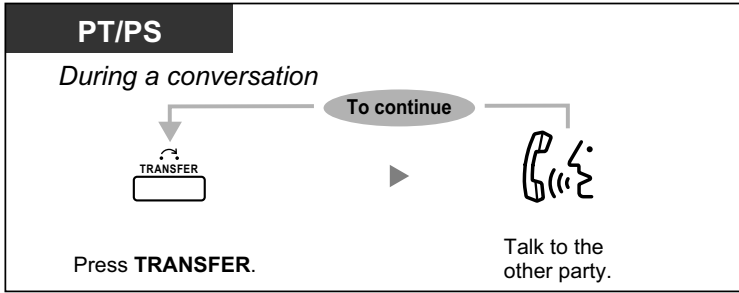 PT/PS
During a conversation
To continue
TRANSFER
Press TRANSFER.
Talk to the
other party.